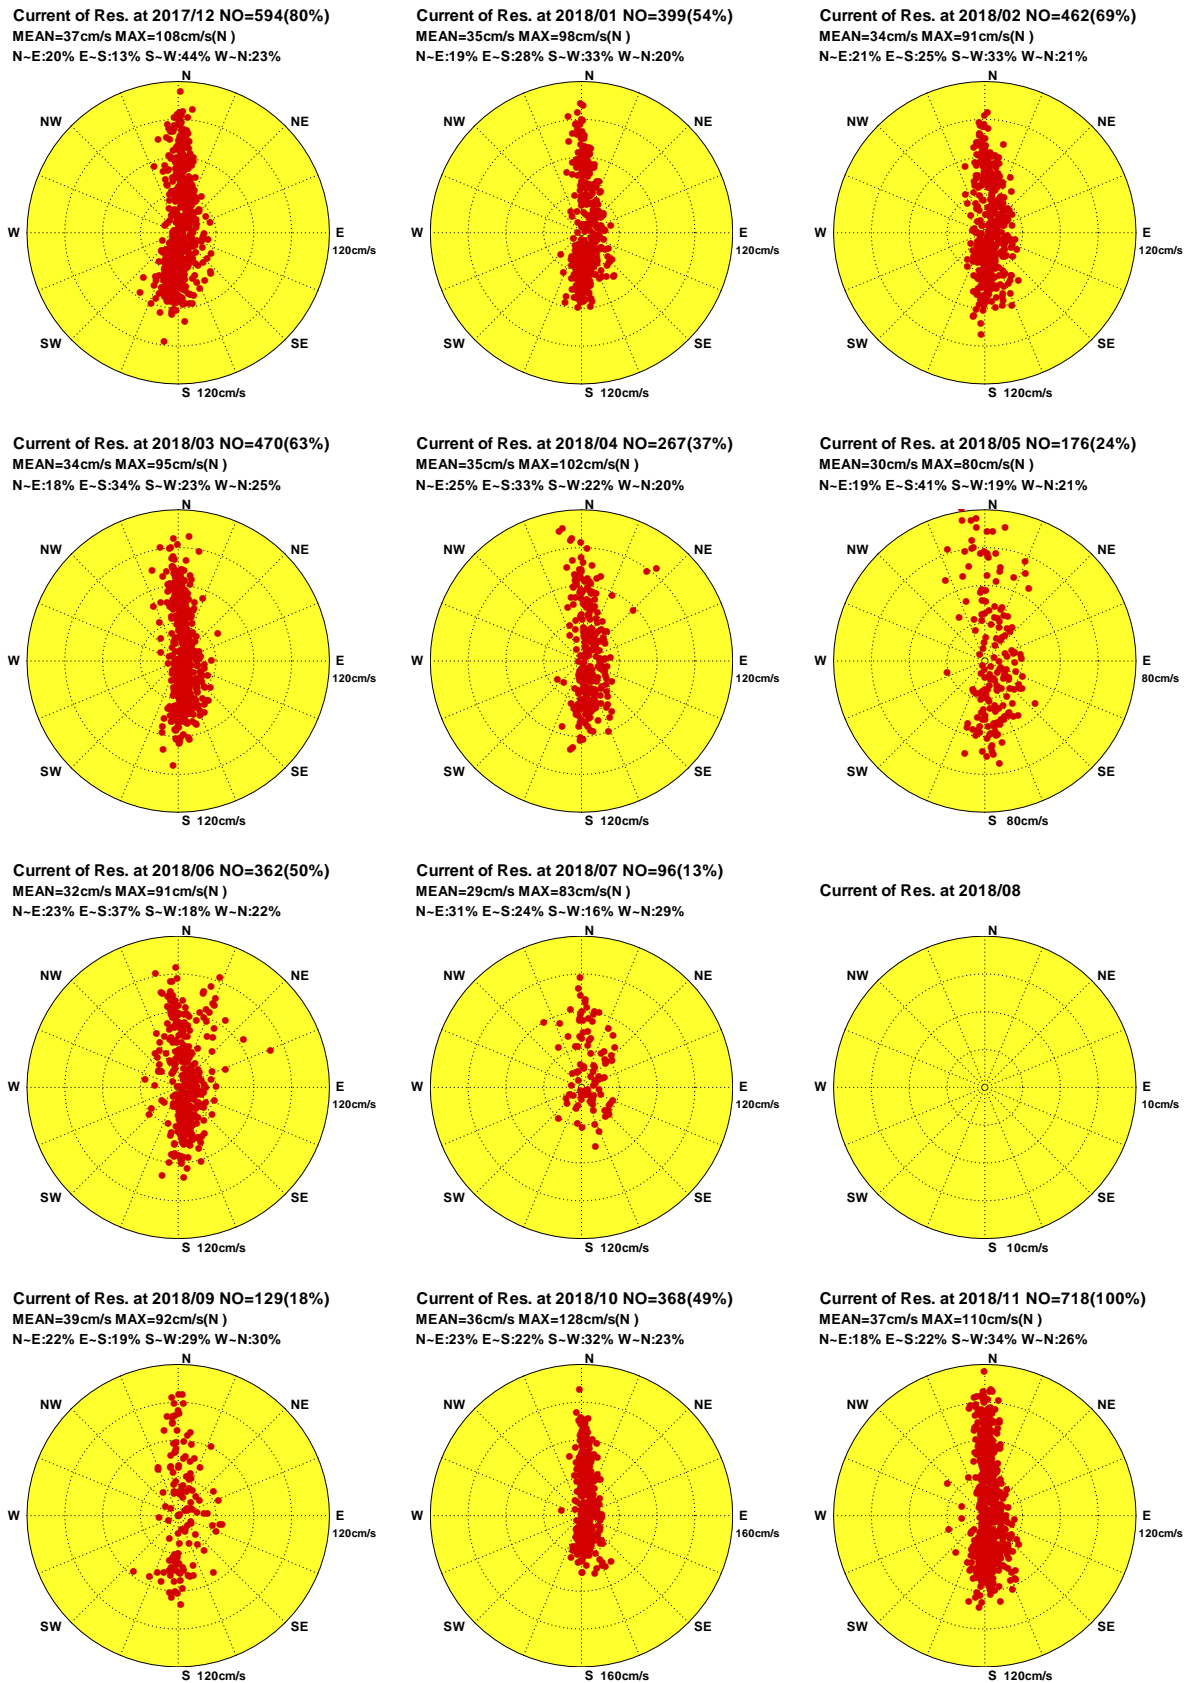 Current of Res. at 2017/12 NO=594(80%)
MEAN=37cm/s MAX=108cm/s(N )
N~E:20% E~S:13% S~W:44% W~N:23%
N
NW
NE
W
E
120cm/s
SW
SE
S 120cm/s
Current of Res. at 2018/01 NO=399(54%)
MEAN=35cm/s MAX=98cm/s(N )
N~E:19% E~S:28% S~W:33% W~N:20%
N
NW
NE
W
E
120cm/s
SW
SE
S 120cm/s
Current of Res. at 2018/02 NO=462(69%)
MEAN=34cm/s MAX=91cm/s(N )
N~E:21% E~S:25% S~W:33% W~N:21%
N
NW
NE
W
E
120cm/s
SW
SE
S 120cm/s
Current of Res. at 2018/03 NO=470(63%)
MEAN=34cm/s MAX=95cm/s(N )
N~E:18% E~S:34% S~W:23% W~N:25%
N
NW
NE
W
E
120cm/s
SW
SE
S 120cm/s
Current of Res. at 2018/04 NO=267(37%)
MEAN=35cm/s MAX=102cm/s(N )
N~E:25% E~S:33% S~W:22% W~N:20%
N
NW
NE
W
E
120cm/s
SW
SE
S 120cm/s
Current of Res. at 2018/05 NO=176(24%)
MEAN=30cm/s MAX=80cm/s(N )
N~E:19% E~S:41% S~W:19% W~N:21%
N
NW
NE
W
E
80cm/s
SW
SE
S 80cm/s
Current of Res. at 2018/06 NO=362(50%)
MEAN=32cm/s MAX=91cm/s(N )
N~E:23% E~S:37% S~W:18% W~N:22%
N
NW
NE
W
E
120cm/s
SW
SE
S 120cm/s
Current of Res. at 2018/07 NO=96(13%)
MEAN=29cm/s MAX=83cm/s(N )
N~E:31% E~S:24% S~W:16% W~N:29%
N
NW
NE
W
E
120cm/s
SW
SE
S 120cm/s
Current of Res. at 2018/08
N
NW
NE
W
E
10cm/s
SW
SE
S 10cm/s
Current of Res. at 2018/09 NO=129(18%)
MEAN=39cm/s MAX=92cm/s(N )
N~E:22% E~S:19% S~W:29% W~N:30%
N
NW
NE
W
E
120cm/s
SW
SE
S 120cm/s
Current of Res. at 2018/10 NO=368(49%)
MEAN=36cm/s MAX=128cm/s(N )
N~E:23% E~S:22% S~W:32% W~N:23%
N
NW
NE
W
E
160cm/s
SW
SE
S 160cm/s
Current of Res. at 2018/11 NO=718(100%)
MEAN=37cm/s MAX=110cm/s(N )
N~E:18% E~S:22% S~W:34% W~N:26%
N
NW
NE
W
E
120cm/s
SW
SE
S 120cm/s